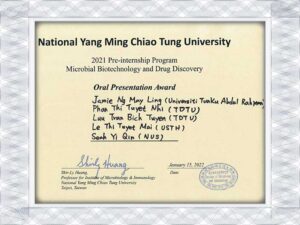 National Yang Ming Chiao Tung University
2021 Pre-internship Program
Microbial Biotechnology and Drug Discovery
Oral Presentation Award
Jamie Ng May Ling (Universiti Tunku Abdul Rahman)
Phan Thi Tuyet Nhi (TDTU)
Luu Tran Bich Tuyen (TDTU)
Le Thi Tuyet Mai (USTH)
Seah Yi Qin (NUS)
Shirly Huang
January 15, 2022
Shir-Ly Huang,
Date
Professor for Institute of Microbiology & Immunology
National Yang Ming Chiao Tung University
Taipei, Taiwan